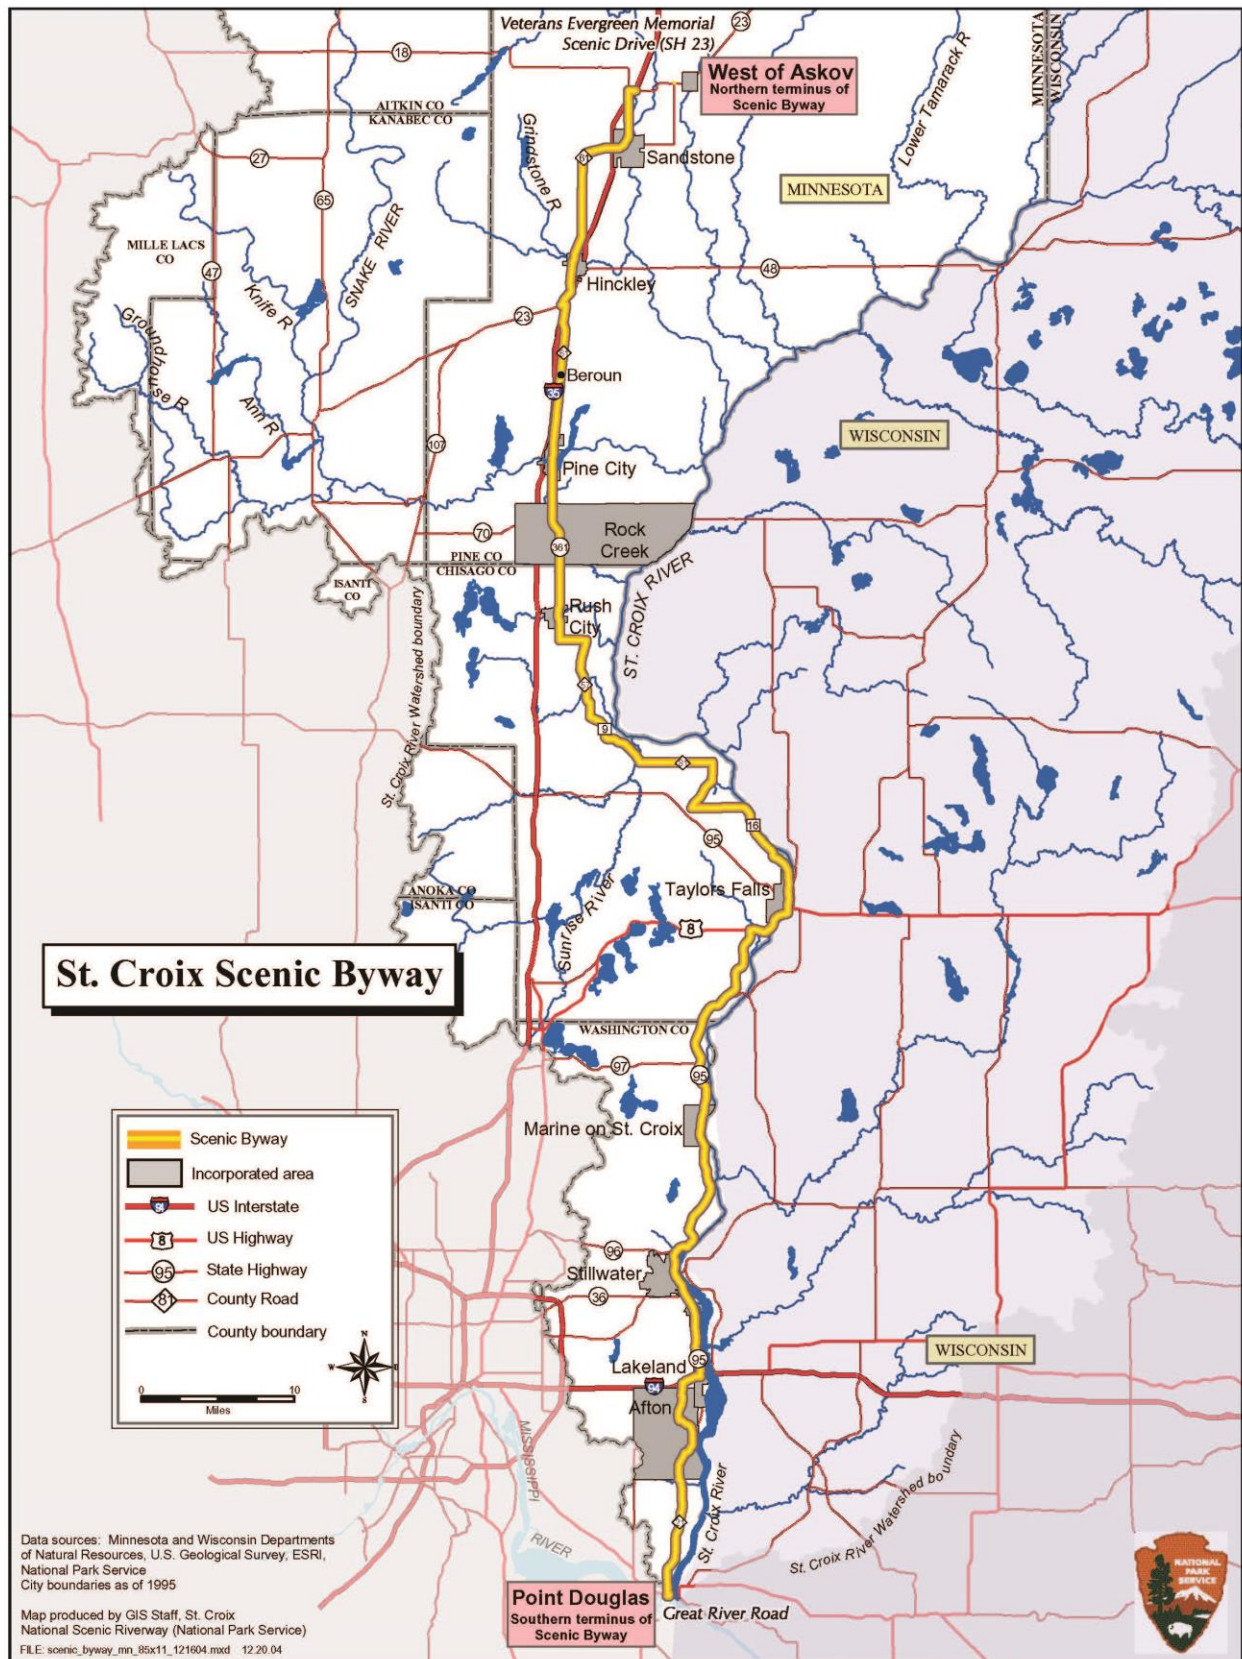 Veterans Evergreen Memorial
Scenic Drive (SH 23)
23
18
West of Askov
Northern terminus of
Scenic Byway
MINNESOTA
WISCONSIN
Lower Tamarack R
AITKIN CO
KANABEC CO
Grindstone R
61
Sandstone
27
65
MINNESOTA
SNAKE RIVER
MILLE LACS
CO
47
Knife R
48
Hinckley
23
Groundhouse R
61
Beroun
35
Ann R
107
WISCONSIN
Pine City
Rock
Creek
70
361
PINE CO
CHISAGO CO
ISANTI
CO
ST. CROIX RIVER
Rush
City
St. Croix River Watershed boundary
9
16
95
Taylors Falls
ANOKA CO
ISANTI CO
Sunrise River
8
St. Croix Scenic Byway
WASHINGTON CO
97
95
Marine on St. Croix
Scenic Byway
Incorporated area
94
US Interstate
8
US Highway
95
State Highway
81
County Road
County boundary
N
W
S
0
10
Miles
96
Stillwater
36
WISCONSIN
Lakeland
95
94
Afton
MISSISSIPPI
RIVER
St. Croix River
St. Croix River Watershed boundary
21
Data sources: Minnesota and Wisconsin Departments
of Natural Resources, U.S. Geological Survey, ESRI,
National Park Service
City boundaries as of 1995
Map produced by GIS Staff, St. Croix
National Scenic Riverway (National Park Service)
FILE: scenic_byway_mn_85x11_121604.mxd 12.20.04
Point Douglas
Southern terminus of
Scenic Byway
Great River Road
NATIONAL
PARK
SERVICE